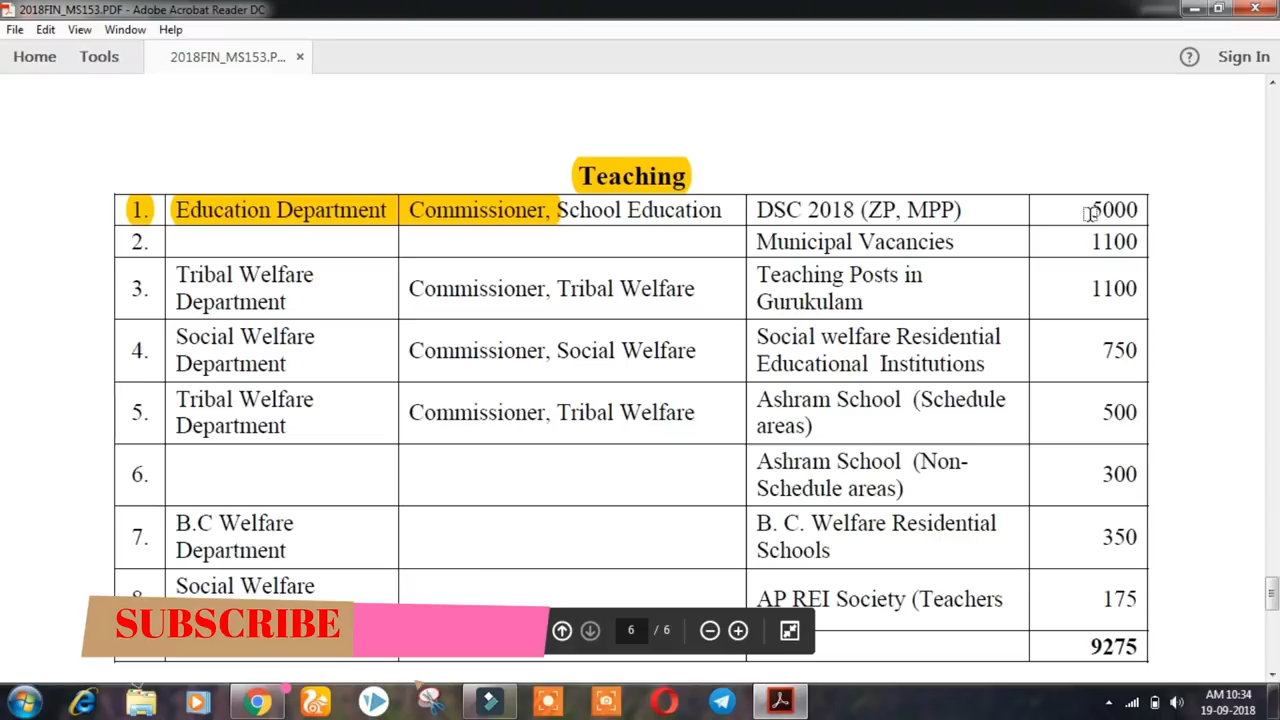 2018FIN_MS153.PDF - Adobe Acrobat Reader DC
File Edit View Window Help
Home Tools 2018FIN_MS153.P... × ? Sign In
Teaching
1. Education Department Commissioner, School Education DSC 2018 (ZP, MPP) 5000
2. Municipal Vacancies 1100
3. Tribal Welfare Department Commissioner, Tribal Welfare Teaching Posts in Gurukulam 1100
4. Social Welfare Department Commissioner, Social Welfare Social welfare Residential Educational Institutions 750
5. Tribal Welfare Department Commissioner, Tribal Welfare Ashram School (Schedule areas) 500
6. Ashram School (Non-Schedule areas) 300
7. B.C Welfare Department B. C. Welfare Residential Schools 350
Social Welfare AP REI Society (Teachers 175
9275
SUBSCRIBE
6 / 6
AM 10:34
19-09-2018